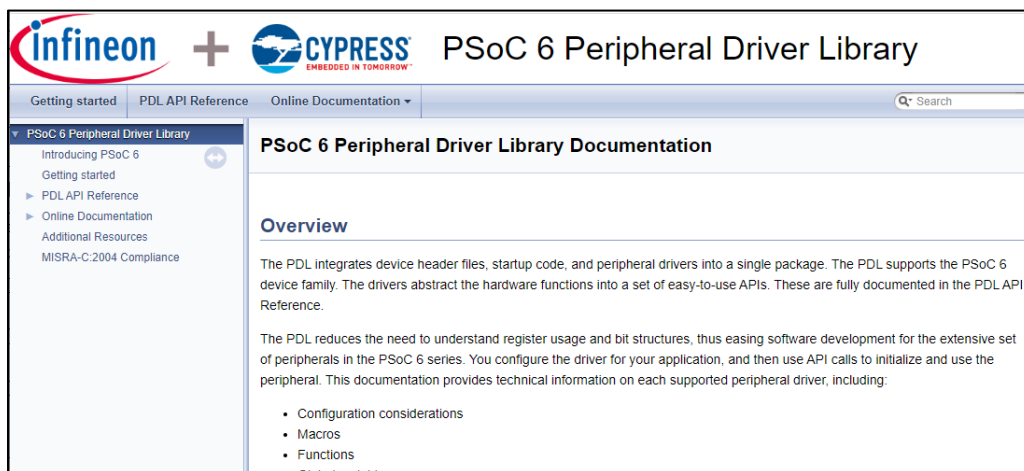 infineon + CYPRESS PSoC 6 Peripheral Driver Library
EMBEDDED IN TOMORROW™
Getting started PDL API Reference Online Documentation Search
PSoC 6 Peripheral Driver Library
Introducing PSoC 6
Getting started
PDL API Reference
Online Documentation
Additional Resources
MISRA-C:2004 Compliance
PSoC 6 Peripheral Driver Library Documentation
Overview
The PDL integrates device header files, startup code, and peripheral drivers into a single package. The PDL supports the PSoC 6
device family. The drivers abstract the hardware functions into a set of easy-to-use APIs. These are fully documented in the PDL API
Reference.
The PDL reduces the need to understand register usage and bit structures, thus easing software development for the extensive set
of peripherals in the PSoC 6 series. You configure the driver for your application, and then use API calls to initialize and use the
peripheral. This documentation provides technical information on each supported peripheral driver, including:
• Configuration considerations
• Macros
• Functions